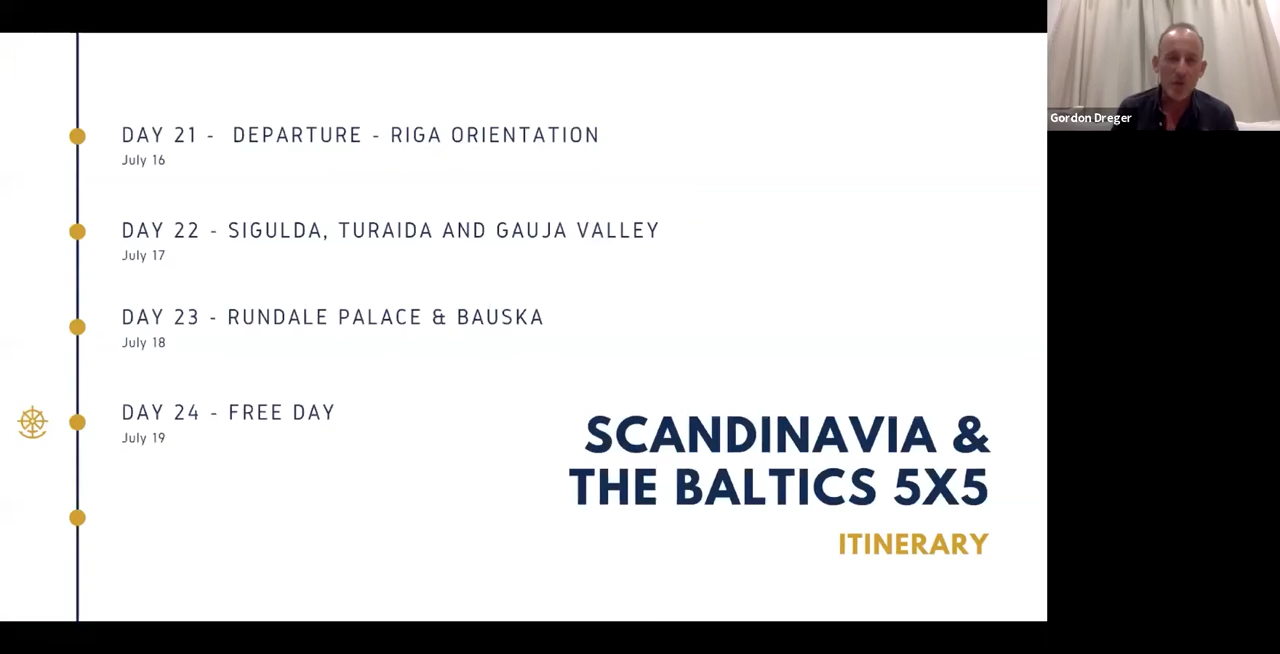 DAY 21 - DEPARTURE - RIGA ORIENTATION
July 16
DAY 22 - SIGULDA, TURAIDA AND GAUJA VALLEY
July 17
DAY 23 - RUNDALE PALACE & BAUSKA
July 18
DAY 24 - FREE DAY
July 19
SCANDINAVIA &
THE BALTICS 5X5
ITINERARY
Gordon Dreger